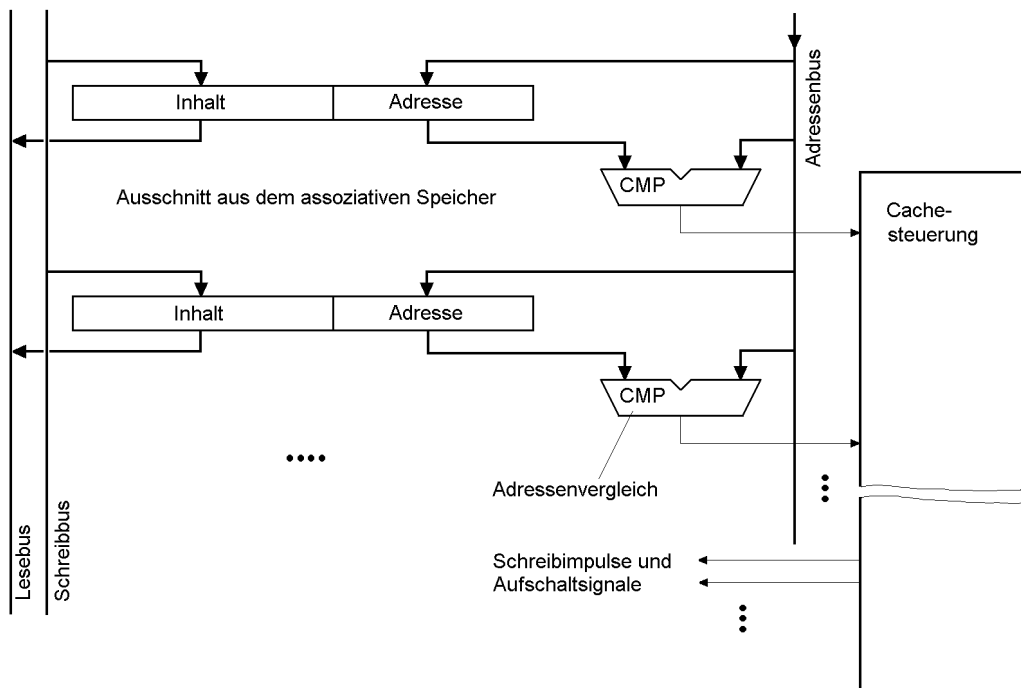 Inhalt
Adresse
Adressenbus
CMP
Ausschnitt aus dem assoziativen Speicher
Cache-
steuerung
Inhalt
Adresse
CMP
Adressenvergleich
Lesebus
Schreibbus
Schreibimpulse und
Aufschaltsignale